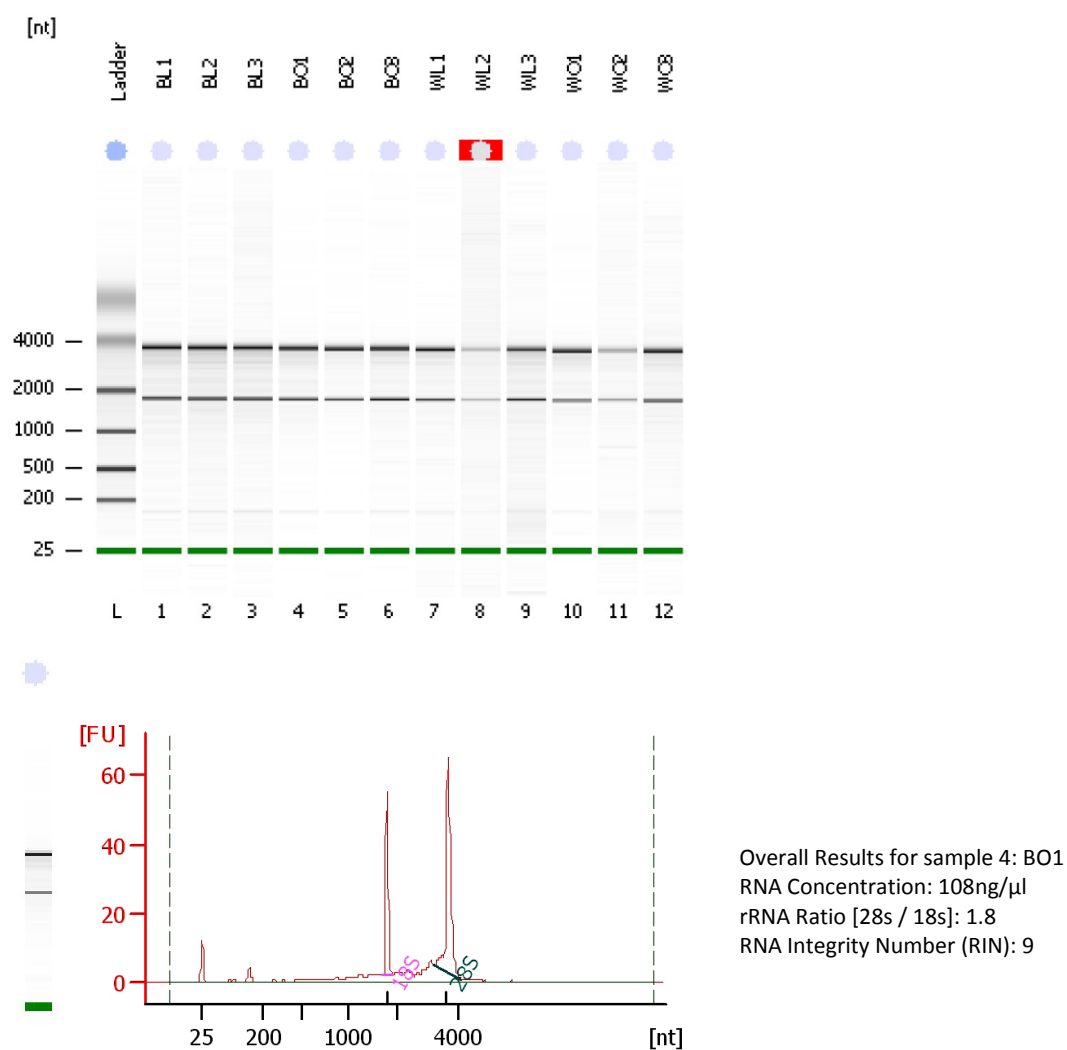 [nt]
Ladder BL1 BL2 BL3 BO1 BO2 BO3 WL1 WL2 WL3 WO1 WO2 WO3
4000
2000
1000
500
200
25
L 1 2 3 4 5 6 7 8 9 10 11 12
[FU]
60
40
20
0
18S
28S
25 200 1000 4000 [nt]
Overall Results for sample 4: BO1
RNA Concentration: 108ng/µl
rRNA Ratio [28s / 18s]: 1.8
RNA Integrity Number (RIN): 9